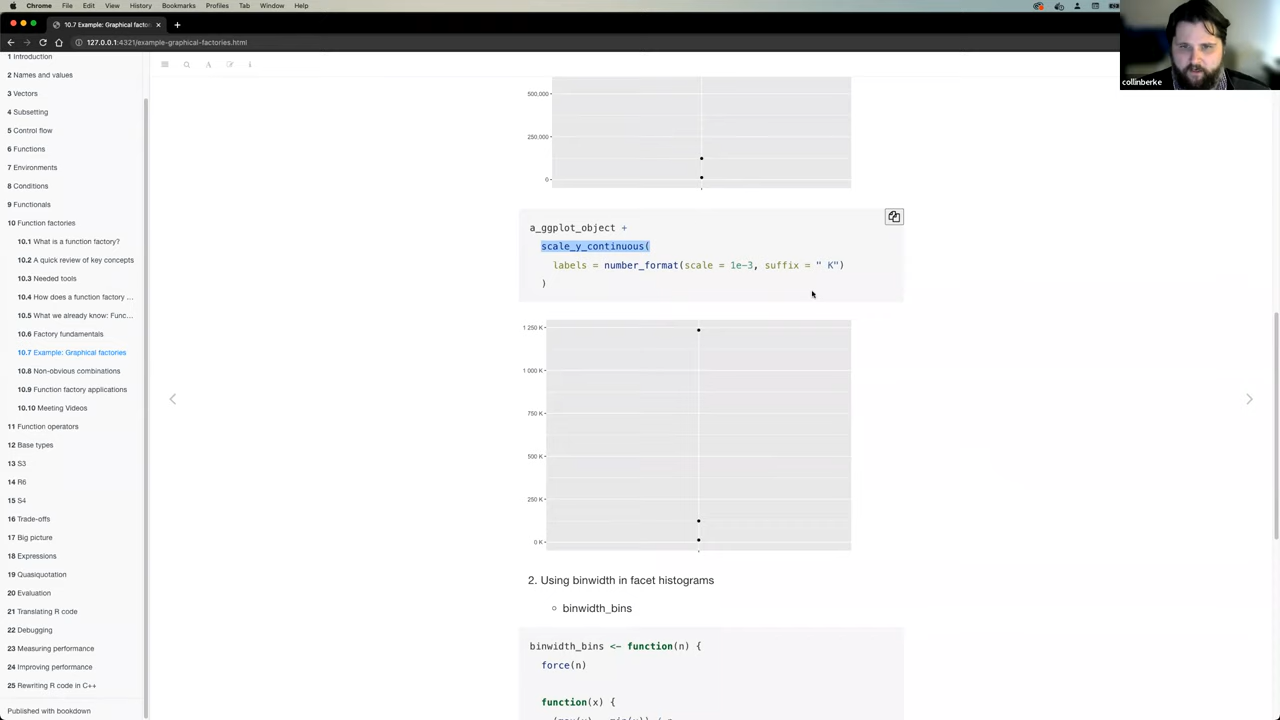 Chrome File Edit View History Bookmarks Profiles Tab Window Help
10.7 Example: Graphical facto
127.0.0.1:4321/example-graphical-factories.html
collinberke
1 Introduction
2 Names and values
3 Vectors
4 Subsetting
5 Control flow
6 Functions
7 Environments
8 Conditions
9 Functionals
10 Function factories
10.1 What is a function factory?
10.2 A quick review of key concepts
10.3 Needed tools
10.4 How does a function factory ...
10.5 What we already know: Func...
10.6 Factory fundamentals
10.7 Example: Graphical factories
10.8 Non-obvious combinations
10.9 Function factory applications
10.10 Meeting Videos
11 Function operators
12 Base types
13 S3
14 R6
15 S4
16 Trade-offs
17 Big picture
18 Expressions
19 Quasiquotation
20 Evaluation
21 Translating R code
22 Debugging
23 Measuring performance
24 Improving performance
25 Rewriting R code in C++
Published with bookdown
500,000
250,000
0
a_ggplot_object +
scale_y_continuous(
labels = number_format(scale = 1e-3, suffix = " K")
)
1 250 K
1 000 K
750 K
500 K
250 K
0 K
2. Using binwidth in facet histograms
binwidth_bins
binwidth_bins <- function(n) {
force(n)
function(x) {